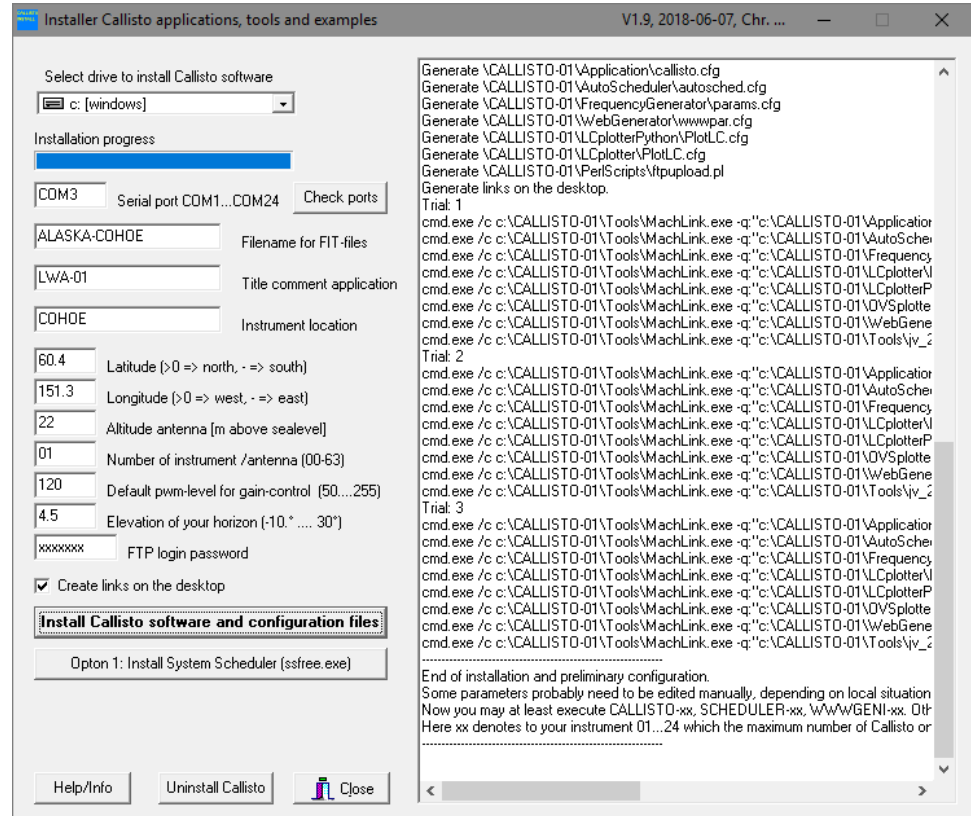 Installer Callisto applications, tools and examples
V1.9, 2018-06-07, Chr. ...
Select drive to install Callisto software
c: [windows]
Installation progress
COM3
Serial port COM1...COM24
Check ports
ALASKA-COHOE
Filename for FIT-files
LWA-01
Title comment application
COHOE
Instrument location
60.4
Latitude (>0 => north, - => south)
151.3
Longitude (>0 => west, - => east)
22
Altitude antenna [m above sealevel]
01
Number of instrument /antenna (00-63)
120
Default pwm-level for gain-control (50....255)
4.5
Elevation of your horizon (-10.° .... 30°)
xxxxxxx
FTP login password
Create links on the desktop
Install Callisto software and configuration files
Opton 1: Install System Scheduler (ssfree.exe)
Help/Info
Uninstall Callisto
Close
Generate \CALLISTO-01\Application\callisto.cfg
Generate \CALLISTO-01\AutoScheduler\autosched.cfg
Generate \CALLISTO-01\FrequencyGenerator\params.cfg
Generate \CALLISTO-01\WebGenerator\wwwpar.cfg
Generate \CALLISTO-01\LCplotterPython\PlotLC.cfg
Generate \CALLISTO-01\LCplotter\PlotLC.cfg
Generate \CALLISTO-01\PerlScripts\ftpupload.pl
Generate links on the desktop.
Trial: 1
cmd.exe /c c:\CALLISTO-01\Tools\MachLink.exe -q:"c:\CALLISTO-01\Application
cmd.exe /c c:\CALLISTO-01\Tools\MachLink.exe -q:"c:\CALLISTO-01\AutoSche
cmd.exe /c c:\CALLISTO-01\Tools\MachLink.exe -q:"c:\CALLISTO-01\Frequency
cmd.exe /c c:\CALLISTO-01\Tools\MachLink.exe -q:"c:\CALLISTO-01\LCplotter\
cmd.exe /c c:\CALLISTO-01\Tools\MachLink.exe -q:"c:\CALLISTO-01\LCplotterP
cmd.exe /c c:\CALLISTO-01\Tools\MachLink.exe -q:"c:\CALLISTO-01\OVSplotte
cmd.exe /c c:\CALLISTO-01\Tools\MachLink.exe -q:"c:\CALLISTO-01\WebGene
cmd.exe /c c:\CALLISTO-01\Tools\MachLink.exe -q:"c:\CALLISTO-01\Tools\jv_2
Trial: 2
cmd.exe /c c:\CALLISTO-01\Tools\MachLink.exe -q:"c:\CALLISTO-01\Application
cmd.exe /c c:\CALLISTO-01\Tools\MachLink.exe -q:"c:\CALLISTO-01\AutoSche
cmd.exe /c c:\CALLISTO-01\Tools\MachLink.exe -q:"c:\CALLISTO-01\Frequency
cmd.exe /c c:\CALLISTO-01\Tools\MachLink.exe -q:"c:\CALLISTO-01\LCplotter\
cmd.exe /c c:\CALLISTO-01\Tools\MachLink.exe -q:"c:\CALLISTO-01\LCplotterP
cmd.exe /c c:\CALLISTO-01\Tools\MachLink.exe -q:"c:\CALLISTO-01\OVSplotte
cmd.exe /c c:\CALLISTO-01\Tools\MachLink.exe -q:"c:\CALLISTO-01\WebGene
cmd.exe /c c:\CALLISTO-01\Tools\MachLink.exe -q:"c:\CALLISTO-01\Tools\jv_2
Trial: 3
cmd.exe /c c:\CALLISTO-01\Tools\MachLink.exe -q:"c:\CALLISTO-01\Application
cmd.exe /c c:\CALLISTO-01\Tools\MachLink.exe -q:"c:\CALLISTO-01\AutoSche
cmd.exe /c c:\CALLISTO-01\Tools\MachLink.exe -q:"c:\CALLISTO-01\Frequency
cmd.exe /c c:\CALLISTO-01\Tools\MachLink.exe -q:"c:\CALLISTO-01\LCplotter\
cmd.exe /c c:\CALLISTO-01\Tools\MachLink.exe -q:"c:\CALLISTO-01\LCplotterP
cmd.exe /c c:\CALLISTO-01\Tools\MachLink.exe -q:"c:\CALLISTO-01\OVSplotte
cmd.exe /c c:\CALLISTO-01\Tools\MachLink.exe -q:"c:\CALLISTO-01\WebGene
cmd.exe /c c:\CALLISTO-01\Tools\MachLink.exe -q:"c:\CALLISTO-01\Tools\jv_2
------------------------------------------------------------
End of installation and preliminary configuration.
Some parameters probably need to be edited manually, depending on local situation
Now you may at least execute CALLISTO-xx, SCHEDULER-xx, WWWGENI-xx. Oth
Here xx denotes to your instrument 01...24 which the maximum number of Callisto or
------------------------------------------------------------